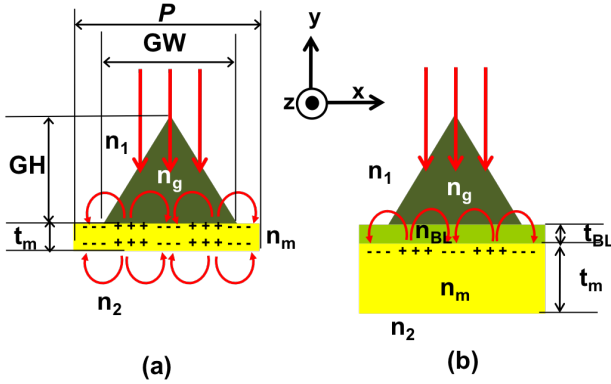 P
GW
GH
n1
ng
tm
- - - + + + - - - + + + - - -
- - - + + + - - - + + + - - -
nm
n2
(a)
y
x
z
n1
ng
nBL
tBL
- - - + + + - - - + + + - - -
nm
tm
n2
(b)